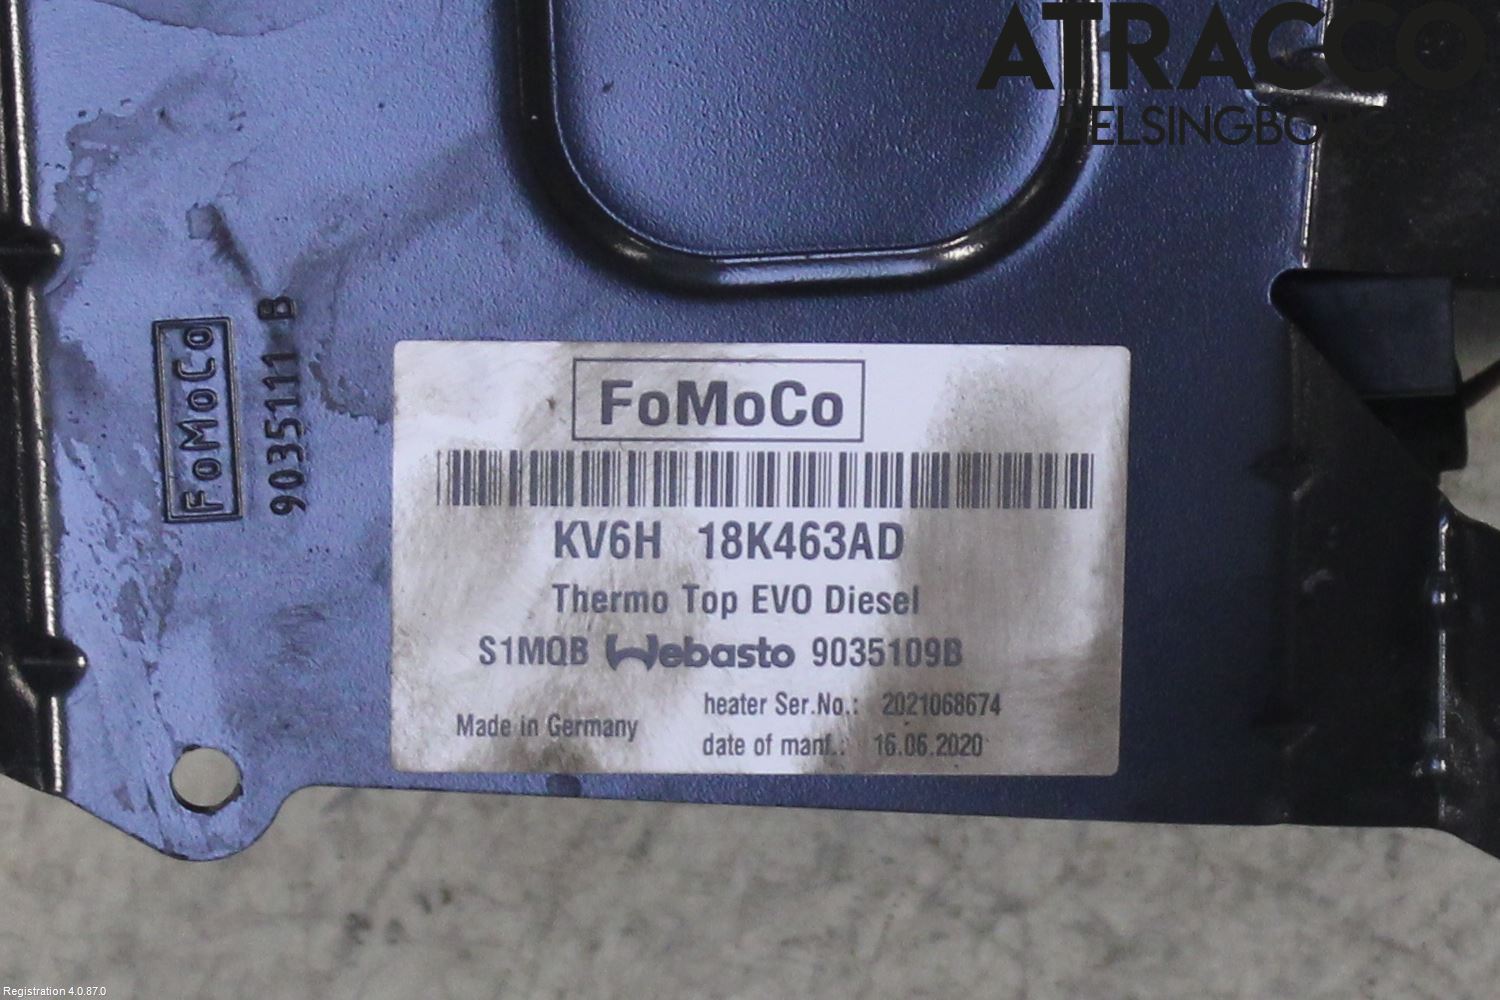 ATRACCO
HELSINGBORG
FoMoCo
9035111 B
FoMoCo
KV6H 18K463AD
Thermo Top EVO Diesel
S1MQB Webasto 9035109B
heater Ser.No.: 2021068674
Made in Germany
date of manf.: 16.06.2020
Registration 4.0.87.0